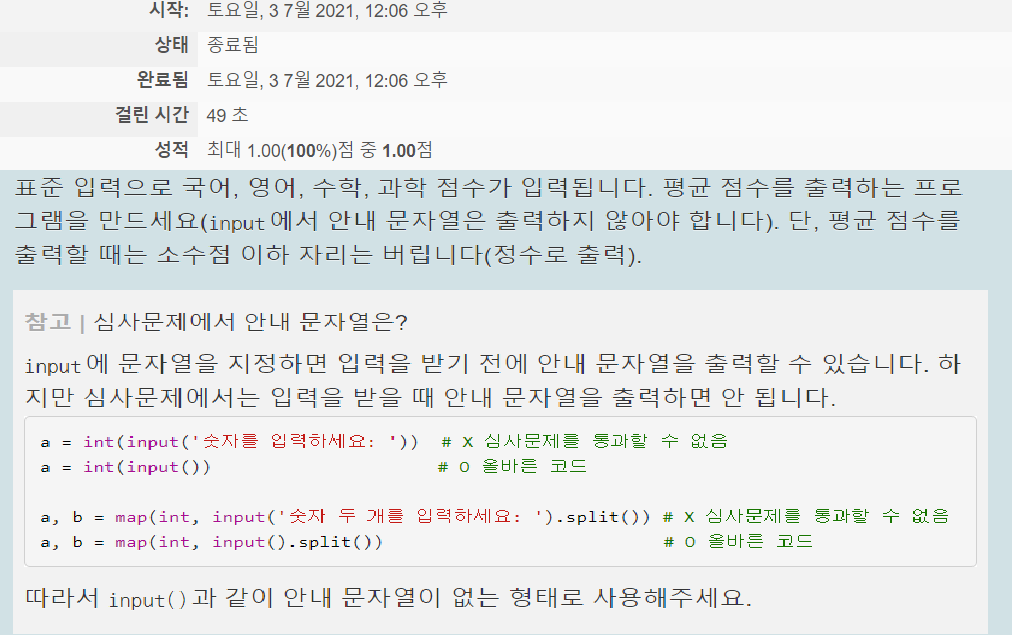 시작: 토요일, 3 7월 2021, 12:06 오후
상태 종료됨
완료됨 토요일, 3 7월 2021, 12:06 오후
걸린 시간 49 초
성적 최대 1.00(100%)점 중 1.00점
표준 입력으로 국어, 영어, 수학, 과학 점수가 입력됩니다. 평균 점수를 출력하는 프로
그램을 만드세요(input에서 안내 문자열은 출력하지 않아야 합니다). 단, 평균 점수를
출력할 때는 소수점 이하 자리는 버립니다(정수로 출력).
참고 | 심사문제에서 안내 문자열은?
input에 문자열을 지정하면 입력을 받기 전에 안내 문자열을 출력할 수 있습니다. 하
지만 심사문제에서는 입력을 받을 때 안내 문자열을 출력하면 안 됩니다.
a = int(input('숫자를 입력하세요: ')) # X 심사문제를 통과할 수 없음
a = int(input()) # O 올바른 코드
a, b = map(int, input('숫자 두 개를 입력하세요: ').split()) # X 심사문제를 통과할 수 없음
a, b = map(int, input().split()) # O 올바른 코드
따라서 input()과 같이 안내 문자열이 없는 형태로 사용해주세요.